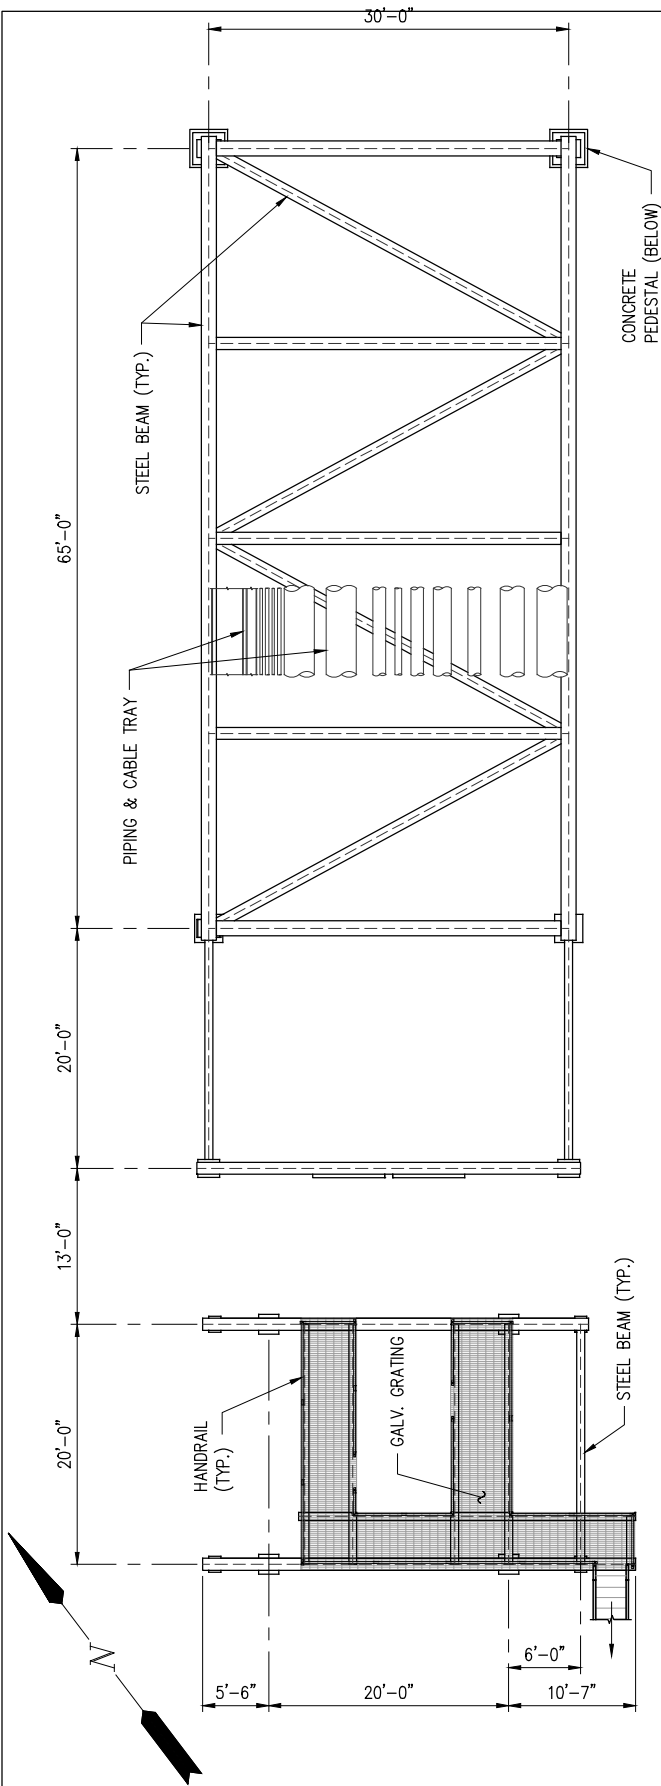 30'-0"
CONCRETE
PEDESTAL (BELOW)
STEEL BEAM (TYP.)
65'-0"
PIPING & CABLE TRAY
20'-0"
13'-0"
STEEL BEAM (TYP.)
GALV. GRATING
HANDRAIL
(TYP.)
20'-0"
N
6'-0"
5'-6"
20'-0"
10'-7"